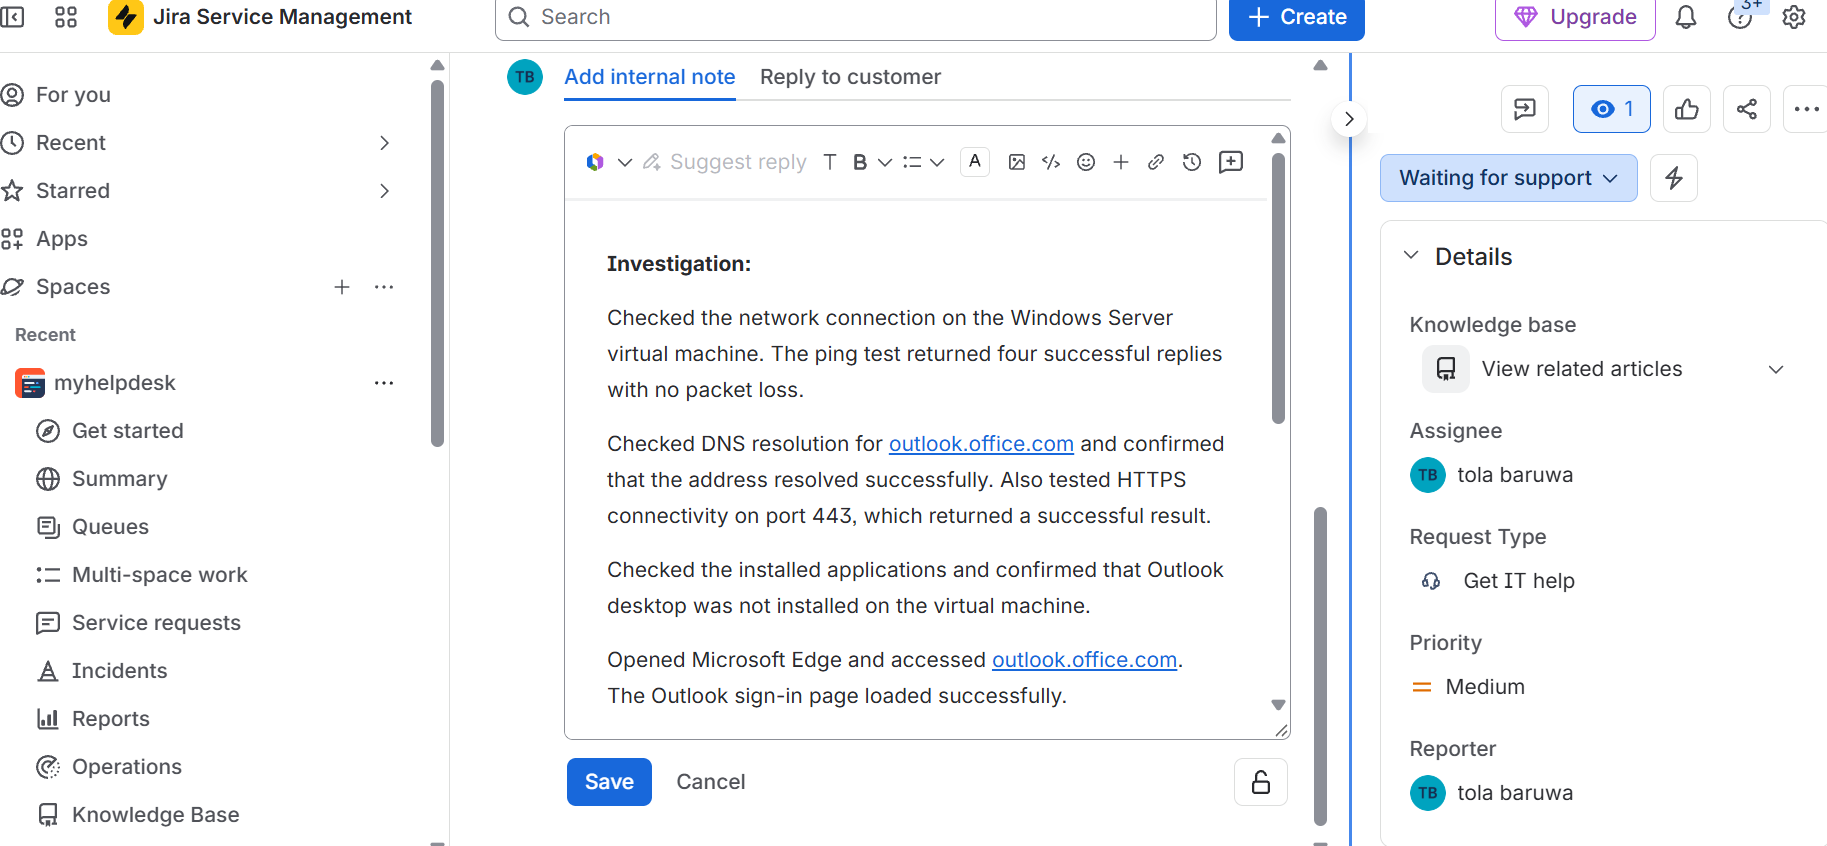 Jira Service Management
Search
Create
Upgrade
3+
For you
Recent
Starred
Apps
Spaces
Recent
myhelpdesk
Get started
Summary
Queues
Multi-space work
Service requests
Incidents
Reports
Operations
Knowledge Base
TB
Add internal note
Reply to customer
Suggest reply
T
B
A
Investigation:
Checked the network connection on the Windows Server
virtual machine. The ping test returned four successful replies
with no packet loss.
Checked DNS resolution for outlook.office.com and confirmed
that the address resolved successfully. Also tested HTTPS
connectivity on port 443, which returned a successful result.
Checked the installed applications and confirmed that Outlook
desktop was not installed on the virtual machine.
Opened Microsoft Edge and accessed outlook.office.com.
The Outlook sign-in page loaded successfully.
Save
Cancel
1
Waiting for support
Details
Knowledge base
View related articles
Assignee
TB tola baruwa
Request Type
Get IT help
Priority
Medium
Reporter
TB tola baruwa